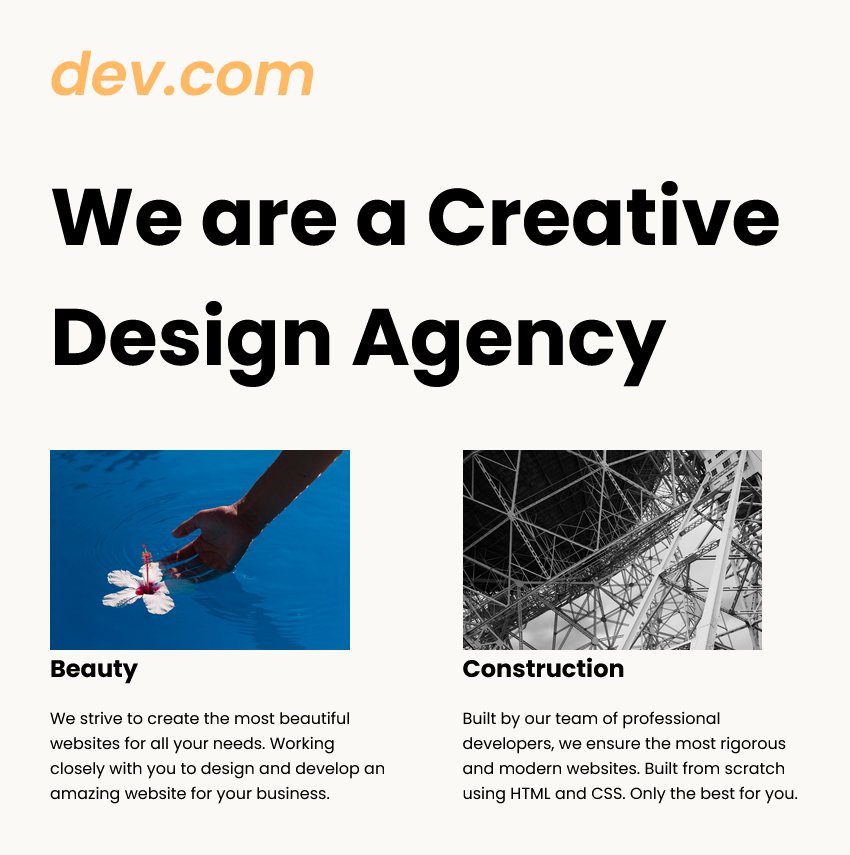 dev.com
We are a Creative
Design Agency
Beauty
We strive to create the most beautiful
websites for all your needs. Working
closely with you to design and develop an
amazing website for your business.
Construction
Built by our team of professional
developers, we ensure the most rigorous
and modern websites. Built from scratch
using HTML and CSS. Only the best for you.